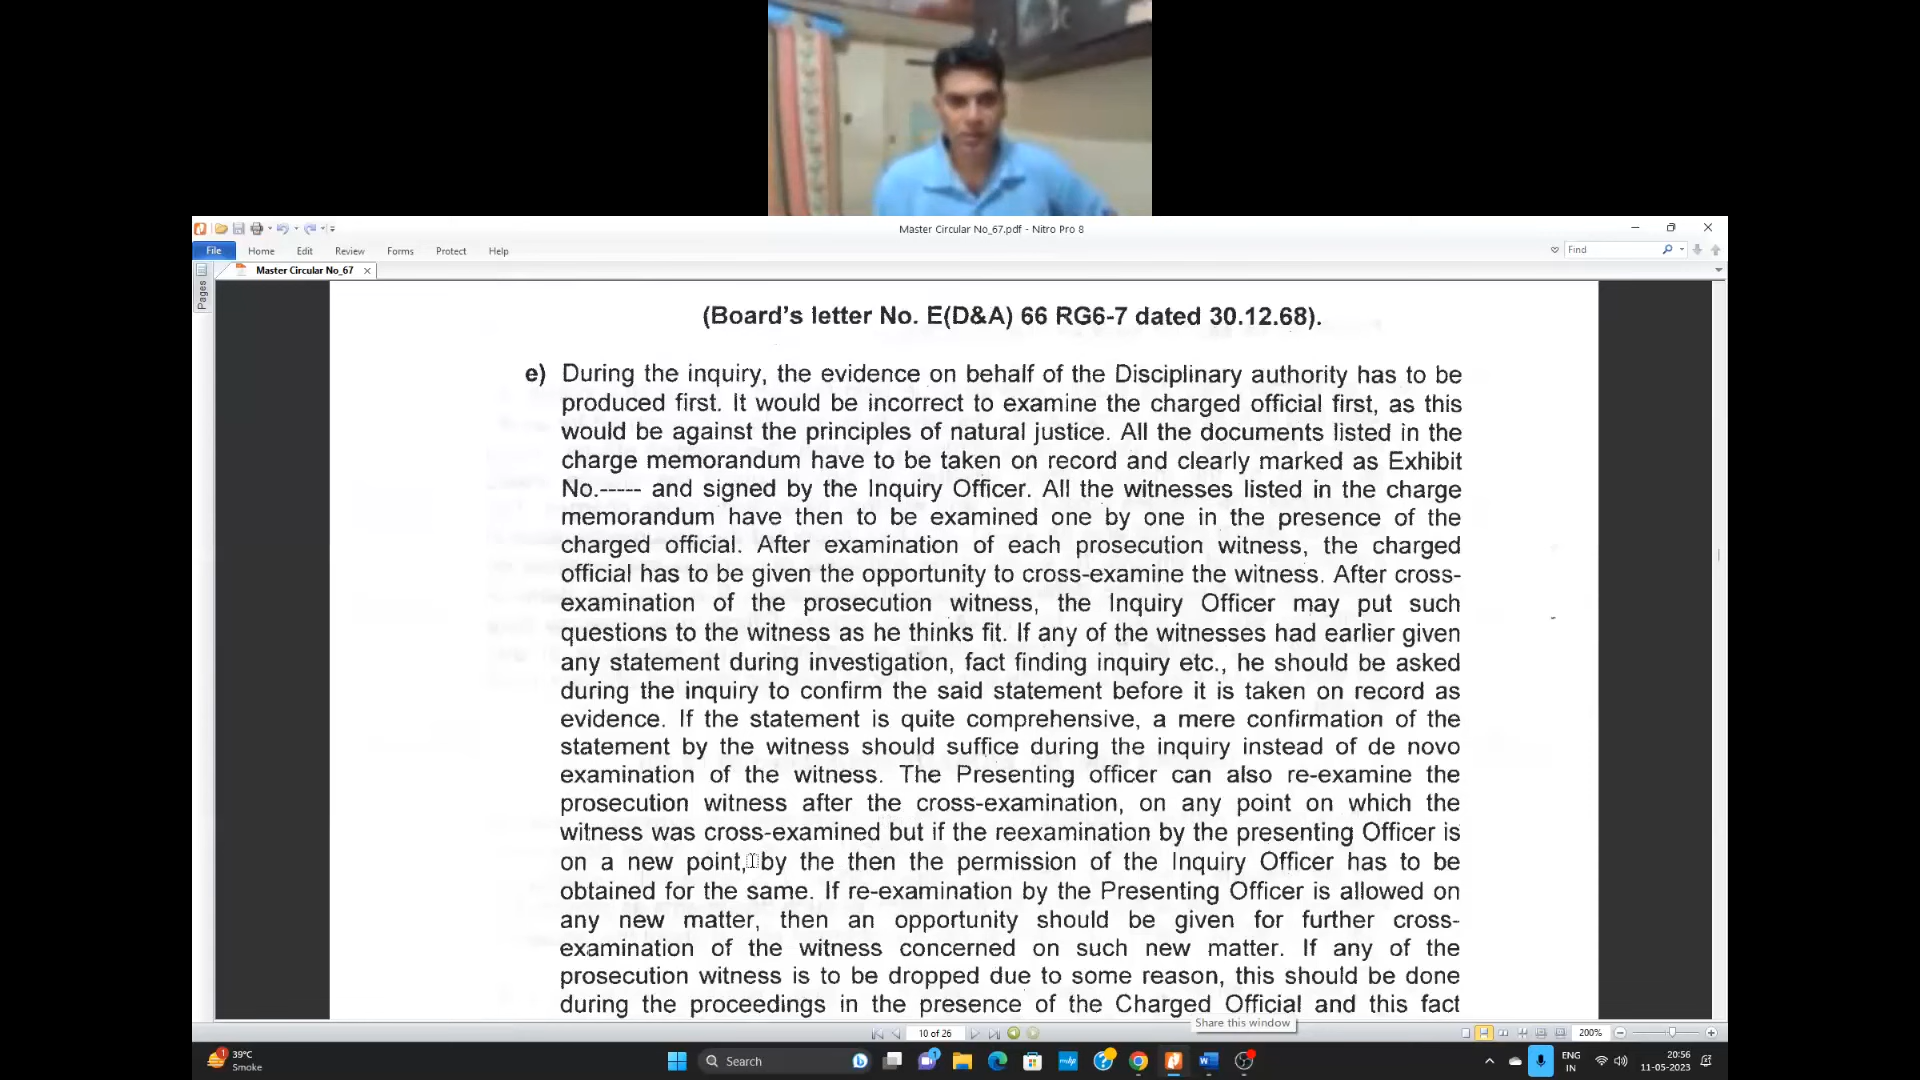 Master Circular No_67.pdf - Nitro Pro 8
File Home Edit Review Forms Protect Help
Find
Master Circular No_67
Pages
(Board's letter No. E(D&A) 66 RG6-7 dated 30.12.68).
e) During the inquiry, the evidence on behalf of the Disciplinary authority has to be
produced first. It would be incorrect to examine the charged official first, as this
would be against the principles of natural justice. All the documents listed in the
charge memorandum have to be taken on record and clearly marked as Exhibit
No.----- and signed by the Inquiry Officer. All the witnesses listed in the charge
memorandum have then to be examined one by one in the presence of the
charged official. After examination of each prosecution witness, the charged
official has to be given the opportunity to cross-examine the witness. After cross-
examination of the prosecution witness, the Inquiry Officer may put such
questions to the witness as he thinks fit. If any of the witnesses had earlier given
any statement during investigation, fact finding inquiry etc., he should be asked
during the inquiry to confirm the said statement before it is taken on record as
evidence. If the statement is quite comprehensive, a mere confirmation of the
statement by the witness should suffice during the inquiry instead of de novo
examination of the witness. The Presenting officer can also re-examine the
prosecution witness after the cross-examination, on any point on which the
witness was cross-examined but if the reexamination by the presenting Officer is
on a new point, by the then the permission of the Inquiry Officer has to be
obtained for the same. If re-examination by the Presenting Officer is allowed on
any new matter, then an opportunity should be given for further cross-
examination of the witness concerned on such new matter. If any of the
prosecution witness is to be dropped due to some reason, this should be done
during the proceedings in the presence of the Charged Official and this fact
Share this window
10 of 26
200%
39°C
Smoke
Search
ENG
IN
20:56
11-05-2023